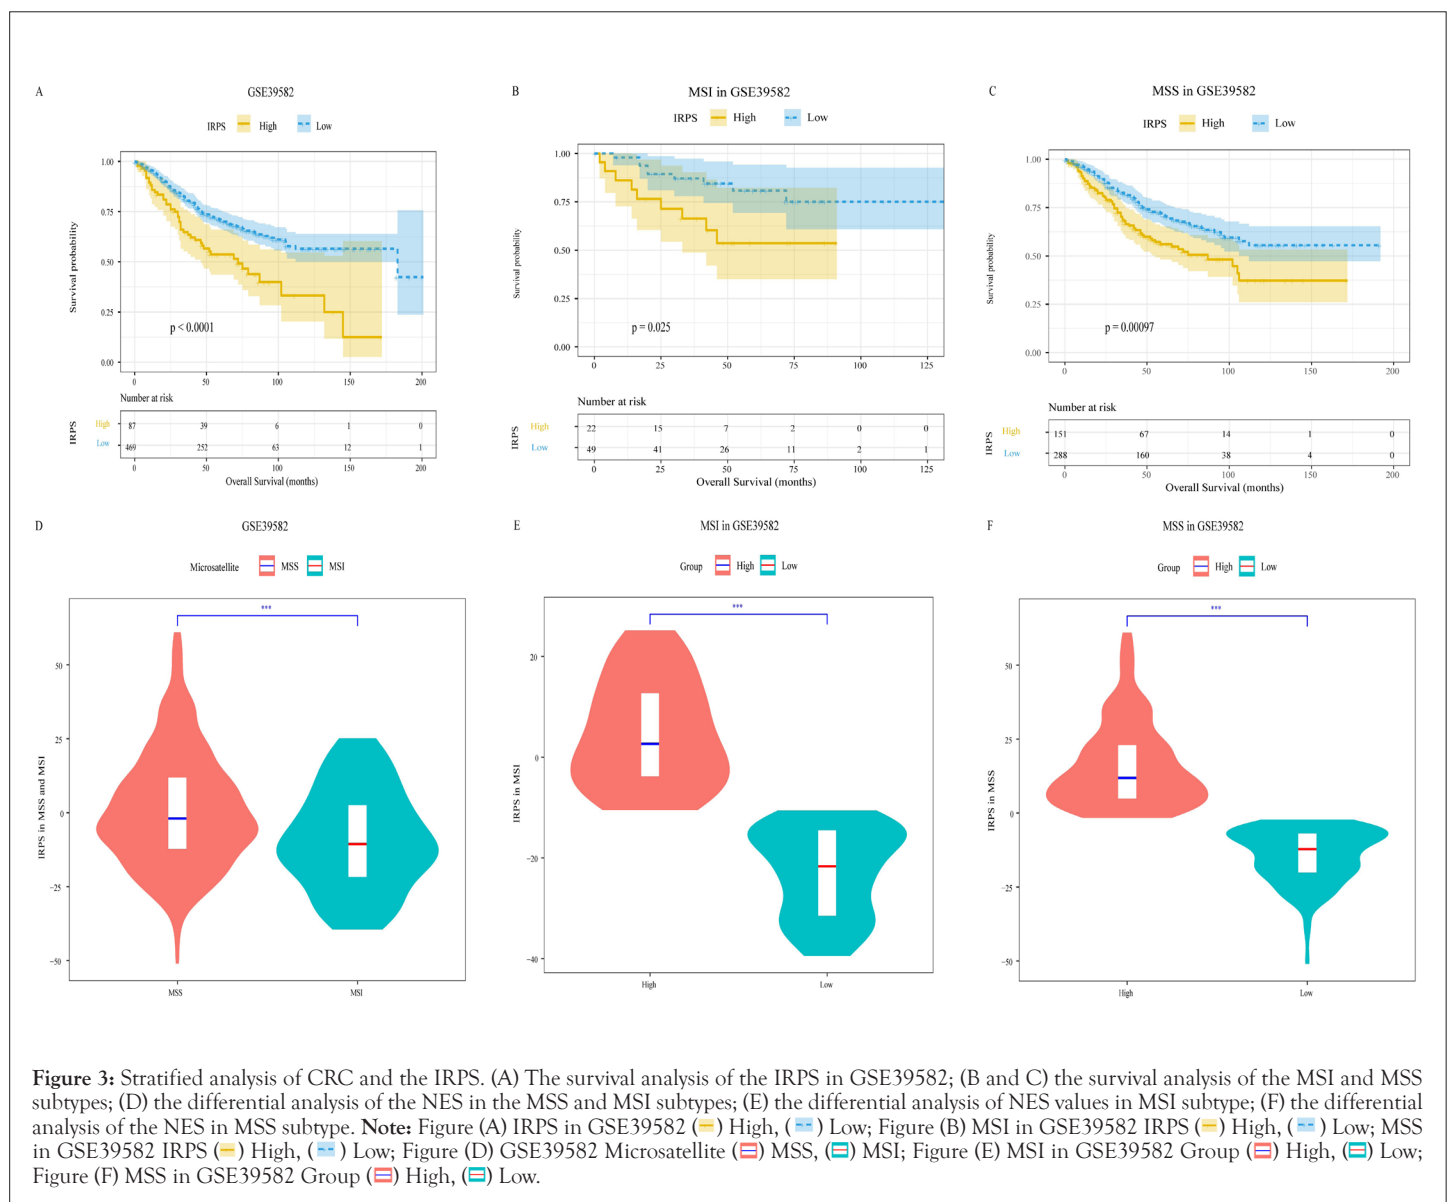 A
GSE39582
IRPS High Low
Survival probability
1.00
0.75
0.50
0.25
0.00
p < 0.0001
0 50 100 150 200
Number at risk
IRPS
High 87 39 6 1 0
Low 469 252 63 12 1
0 50 100 150 200
Overall Survival (months)
B
MSI in GSE39582
IRPS High Low
Survival probability
1.00
0.75
0.50
0.25
0.00
p = 0.025
0 25 50 75 100 125
Number at risk
IRPS
High 22 15 7 2 0 0
Low 49 41 26 11 2 1
0 25 50 75 100 125
Overall Survival (months)
C
MSS in GSE39582
IRPS High Low
Survival probability
1.00
0.75
0.50
0.25
0.00
p = 0.00097
0 50 100 150 200
Number at risk
IRPS
High 151 67 14 1 0
Low 288 160 38 4 0
0 50 100 150 200
Overall Survival (months)
D
GSE39582
Microsatellite MSS MSI
***
IRPS in MSS and MSI
50
25
0
−25
−50
MSS MSI
E
MSI in GSE39582
Group High Low
***
IRPS in MSI
20
0
−20
−40
High Low
F
MSS in GSE39582
Group High Low
***
IRPS in MSS
50
25
0
−25
−50
High Low
Figure 3: Stratified analysis of CRC and the IRPS. (A) The survival analysis of the IRPS in GSE39582; (B and C) the survival analysis of the MSI and MSS
subtypes; (D) the differential analysis of the NES in the MSS and MSI subtypes; (E) the differential analysis of NES values in MSI subtype; (F) the differential
analysis of the NES in MSS subtype. Note: Figure (A) IRPS in GSE39582 ( ) High, ( ) Low; Figure (B) MSI in GSE39582 IRPS ( ) High, ( ) Low; MSS
in GSE39582 IRPS ( ) High, ( ) Low; Figure (D) GSE39582 Microsatellite ( ) MSS, ( ) MSI; Figure (E) MSI in GSE39582 Group ( ) High, ( ) Low;
Figure (F) MSS in GSE39582 Group ( ) High, ( ) Low.